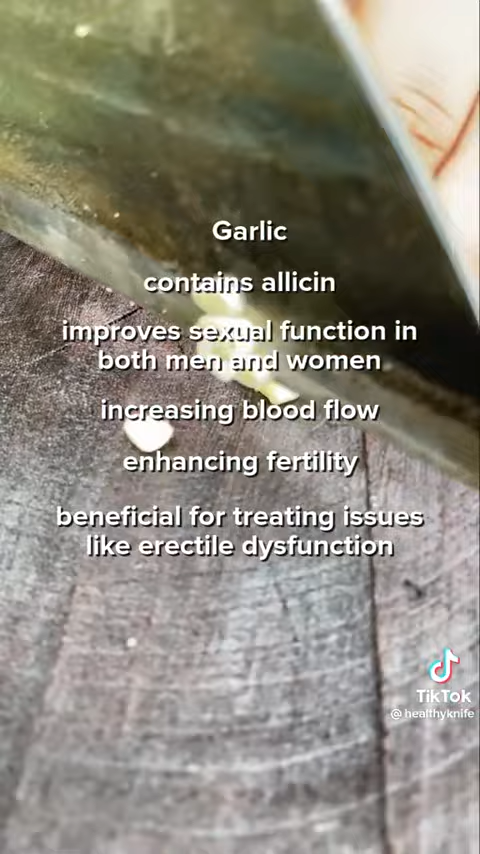 Garlic
contains allicin
improves sexual function in
both men and women
increasing blood flow
enhancing fertility
beneficial for treating issues
like erectile dysfunction
TikTok
@healthyknife